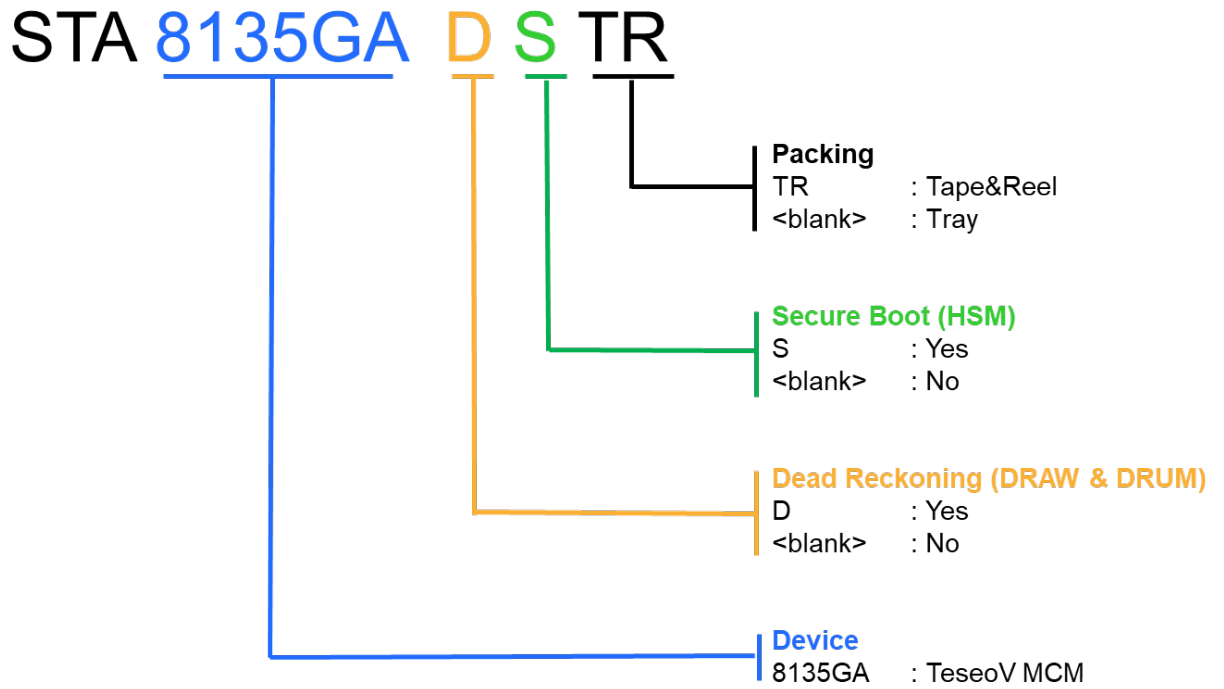 STA 8135GA D S TR
Packing
TR : Tape&Reel
<blank> : Tray
Secure Boot (HSM)
S : Yes
<blank> : No
Dead Reckoning (DRAW & DRUM)
D : Yes
<blank> : No
Device
8135GA : TeseoV MCM